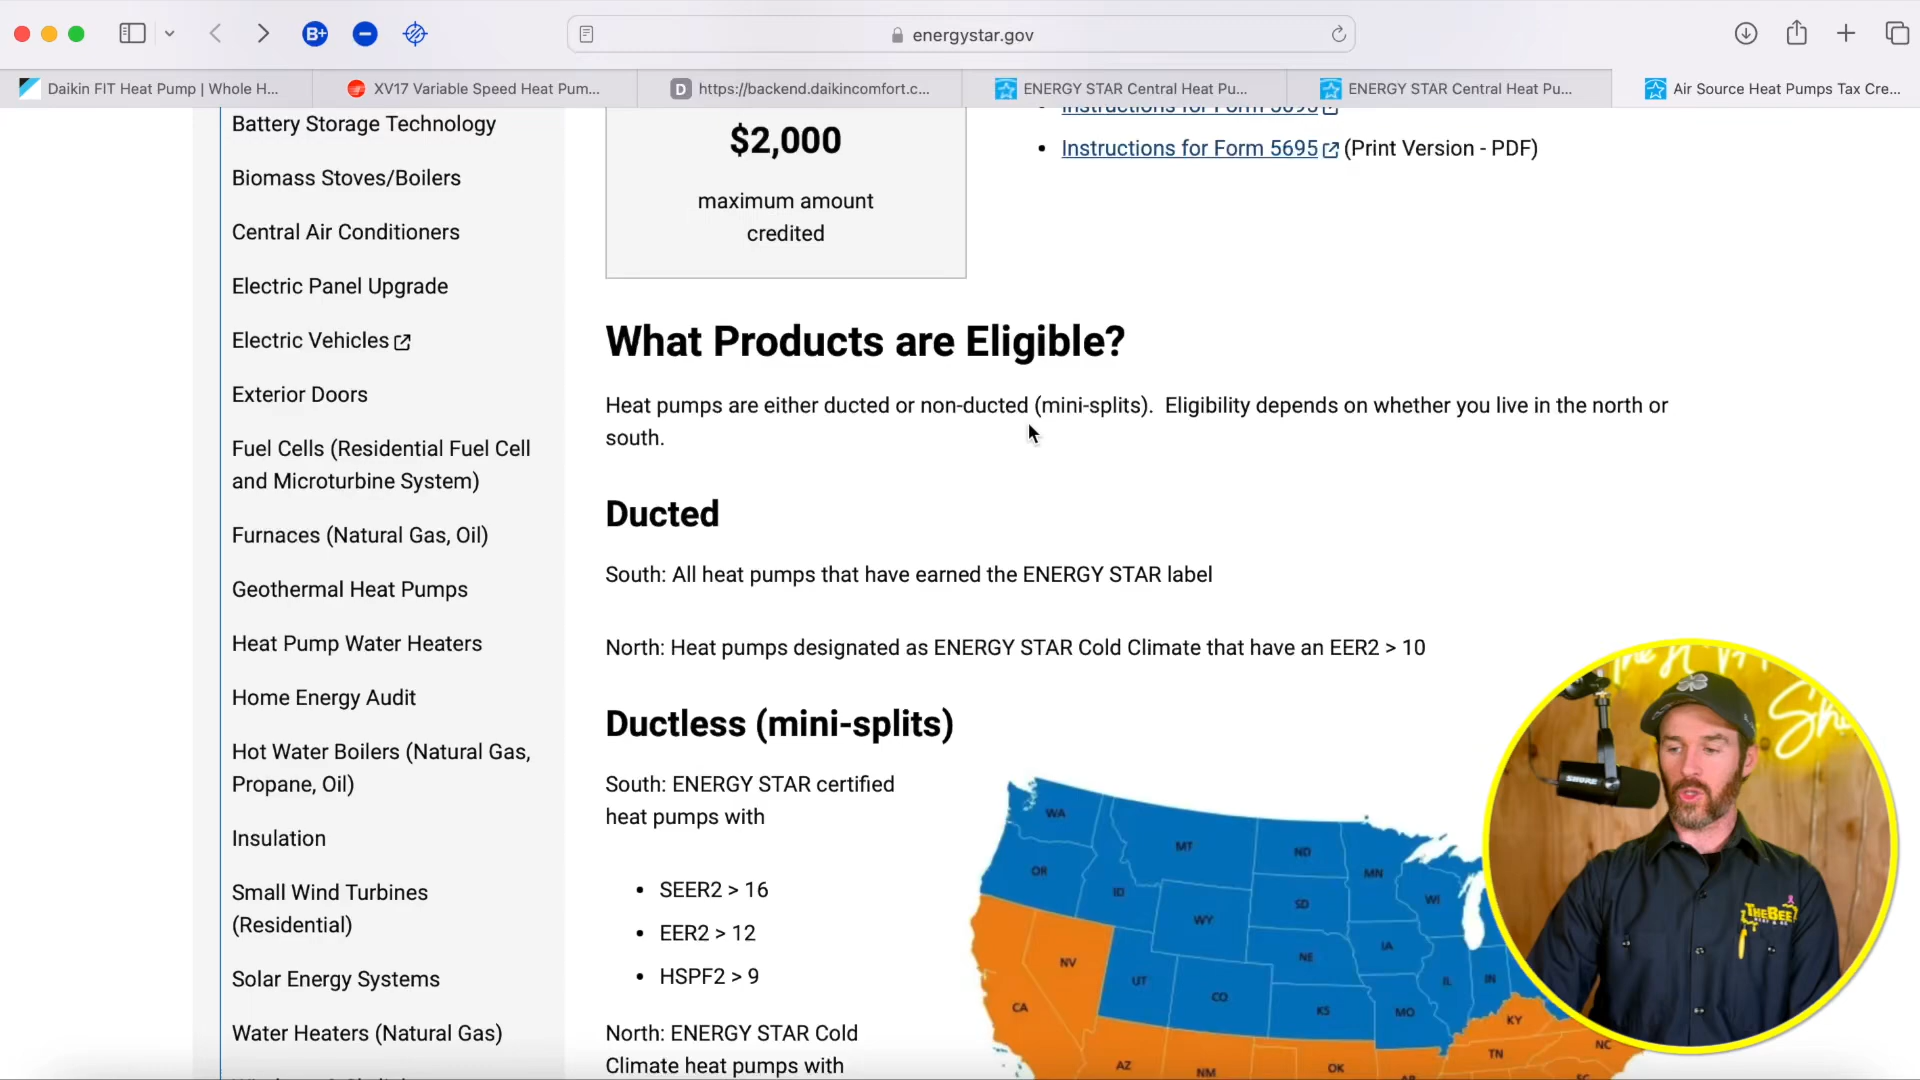 energystar.gov
Daikin FIT Heat Pump | Whole H...
XV17 Variable Speed Heat Pum...
https://backend.daikincomfort.c...
ENERGY STAR Central Heat Pu...
ENERGY STAR Central Heat Pu...
Air Source Heat Pumps Tax Cre...
Battery Storage Technology
Biomass Stoves/Boilers
Central Air Conditioners
Electric Panel Upgrade
Electric Vehicles
Exterior Doors
Fuel Cells (Residential Fuel Cell
and Microturbine System)
Furnaces (Natural Gas, Oil)
Geothermal Heat Pumps
Heat Pump Water Heaters
Home Energy Audit
Hot Water Boilers (Natural Gas,
Propane, Oil)
Insulation
Small Wind Turbines
(Residential)
Solar Energy Systems
Water Heaters (Natural Gas)
$2,000
maximum amount
credited
Instructions for Form 5695
Instructions for Form 5695 (Print Version - PDF)
What Products are Eligible?
Heat pumps are either ducted or non-ducted (mini-splits). Eligibility depends on whether you live in the north or
south.
Ducted
South: All heat pumps that have earned the ENERGY STAR label
North: Heat pumps designated as ENERGY STAR Cold Climate that have an EER2 > 10
Ductless (mini-splits)
South: ENERGY STAR certified
heat pumps with
• SEER2 > 16
• EER2 > 12
• HSPF2 > 9
North: ENERGY STAR Cold
Climate heat pumps with
WA
MT
ND
MN
OR
ID
SD
WI
WY
IA
NE
NV
UT
IL
IN
CO
CA
KS
MO
KY
NC
TN
AZ
NM
OK
AR
SC
B+
D
SHURE
THEBEE